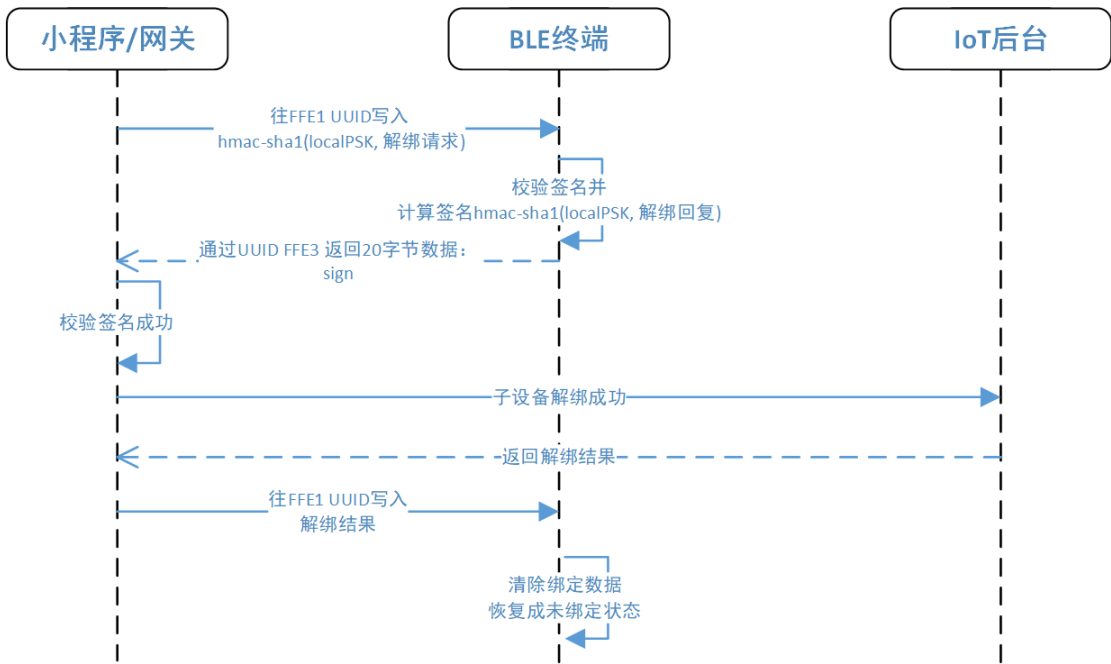 小程序/网关
BLE终端
IoT后台
往FFE1 UUID写入
hmac-sha1(localPSK, 解绑请求)
校验签名并
计算签名hmac-sha1(localPSK, 解绑回复)
通过UUID FFE3 返回20字节数据：
sign
校验签名成功
子设备解绑成功
返回解绑结果
往FFE1 UUID写入
解绑结果
清除绑定数据
恢复成未绑定状态